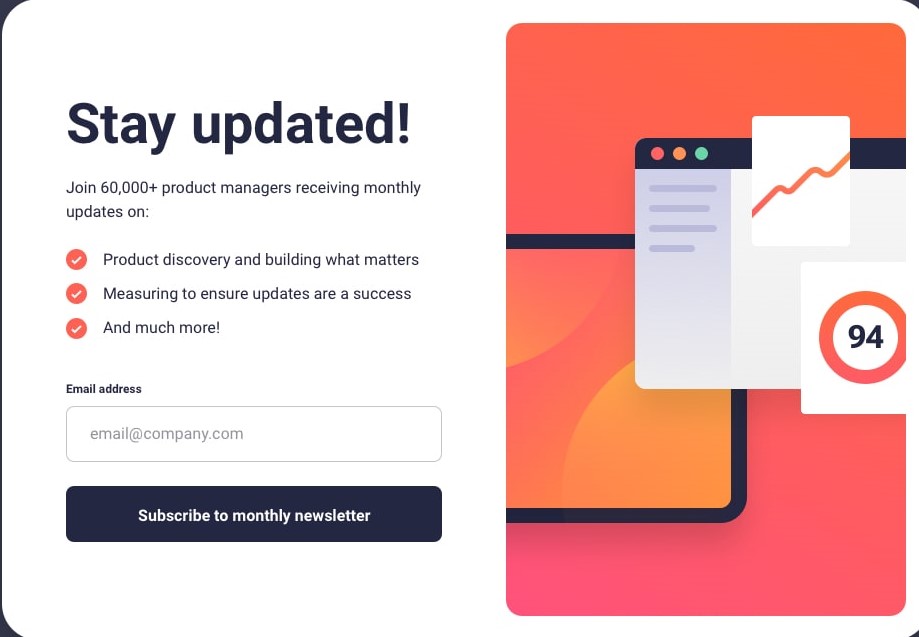 Stay updated!
Join 60,000+ product managers receiving monthly
updates on:
Product discovery and building what matters
Measuring to ensure updates are a success
And much more!
Email address
email@company.com
Subscribe to monthly newsletter
94